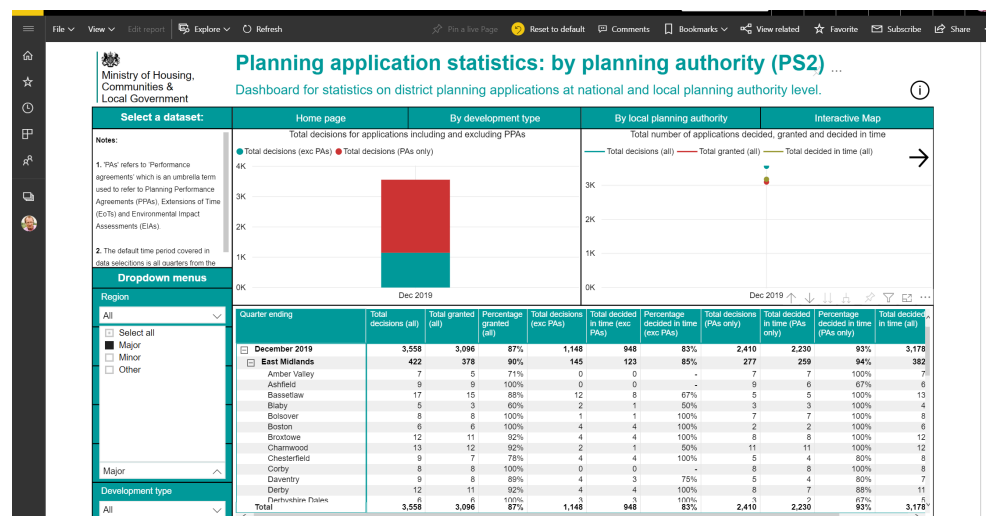 File View Edit report Explore Refresh Pin a live Page Reset to default Comments Bookmarks View related Favorite Subscribe Share
Ministry of Housing,
Communities &
Local Government
Planning application statistics: by planning authority (PS2) ...
Dashboard for statistics on district planning applications at national and local planning authority level.
Select a dataset:
Home page By development type By local planning authority Interactive Map
Notes:
1. 'PAs' refers to 'Performance
agreements' which is an umbrella term
used to refer to Planning Performance
Agreements (PPAs), Extensions of Time
(EoTs) and Environmental Impact
Assessments (EIAs).
2. The default time period covered in
data selections is all quarters from the
Total decisions for applications including and excluding PPAs
Total decisions (exc PAs) Total decisions (PAs only)
4K
3K
2K
1K
0K
Dec 2019
Total number of applications decided, granted and decided in time
Total decisions (all) Total granted (all) Total decided in time (all)
3K
2K
1K
0K
Dec 2019
Dropdown menus
Region
All
Select all
Major
Minor
Other
Major
Development type
All
Quarter ending Total decisions (all) Total granted (all) Percentage granted (all) Total decisions (exc PAs) Total decided in time (exc PAs) Percentage decided in time (exc PAs) Total decisions (PAs only) Total decided in time (PAs only) Percentage decided in time (PAs only) Total decided in time (all)
December 2019 3,558 3,096 87% 1,148 948 83% 2,410 2,230 93% 3,178
East Midlands 422 378 90% 145 123 85% 277 259 94% 382
Amber Valley 7 5 71% 0 0 - 7 7 100% 7
Ashfield 9 9 100% 0 0 - 9 6 67% 6
Bassetlaw 17 15 88% 12 8 67% 5 5 100% 13
Blaby 5 3 60% 2 1 50% 3 3 100% 4
Bolsover 8 8 100% 1 1 100% 7 7 100% 8
Boston 6 6 100% 4 4 100% 2 2 100% 6
Broxtowe 12 11 92% 4 4 100% 8 8 100% 12
Charnwood 13 12 92% 2 1 50% 11 11 100% 12
Chesterfield 9 7 78% 4 4 100% 5 4 80% 8
Corby 8 8 100% 0 0 - 8 8 100% 8
Daventry 9 8 89% 4 3 75% 5 4 80% 7
Derby 12 11 92% 4 4 100% 8 7 88% 11
Derbyshire Dales 6 6 100% 3 3 100% 3 2 67% 5
Total 3,558 3,096 87% 1,148 948 83% 2,410 2,230 93% 3,178